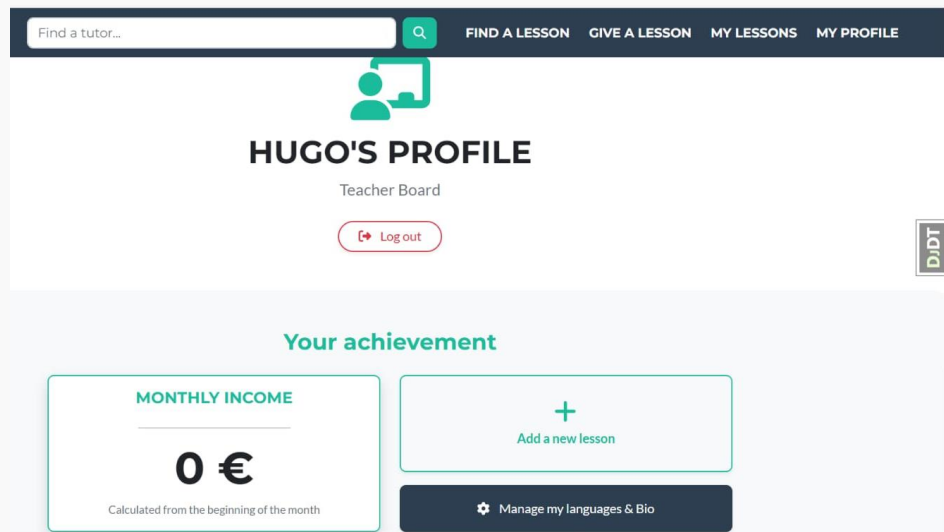 Find a tutor...
FIND A LESSON GIVE A LESSON MY LESSONS MY PROFILE
HUGO'S PROFILE
Teacher Board
Log out
DjDT
Your achievement
MONTHLY INCOME
0 €
Calculated from the beginning of the month
Add a new lesson
Manage my languages & Bio